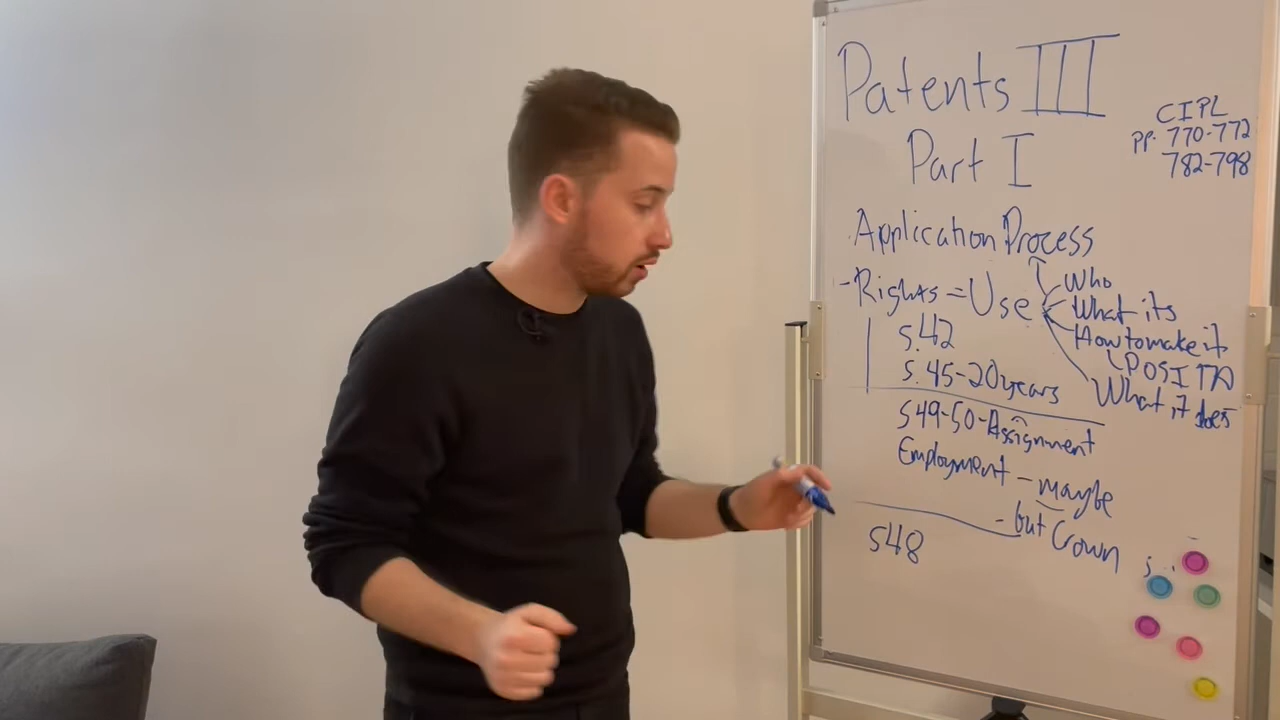 Patents III
Part I
CIPL
pp. 770-772
782-798
Application Process
- Rights = Use
Who
What its
How to make it
POSITA
What it does
s.42
s. 45-20 years
S49-50-Assignment
Employment - maybe
- but Crown
S48